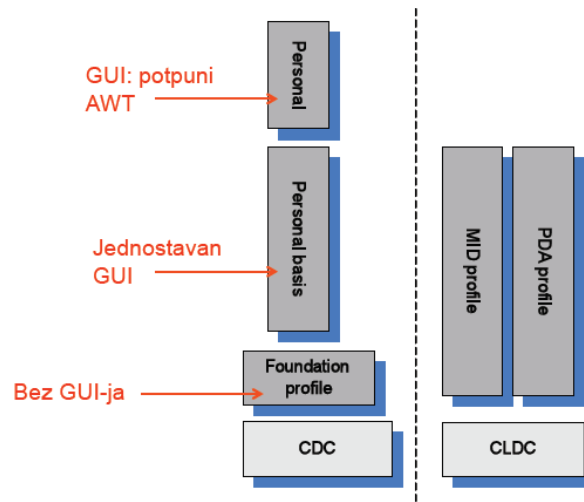 GUI: potpuni
AWT
Personal
Jednostavan
GUI
Personal basis
MID profile
PDA profile
Bez GUI-ja
Foundation
profile
CDC
CLDC